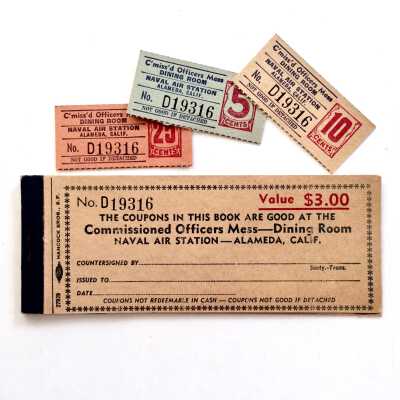 C'miss'd Officers Mess
DINING ROOM
NAVAL AIR STATION
ALAMEDA, CALIF.
No. D19316
NOT GOOD IF DETACHED
25
CENTS
C'miss'd Officers Mess
DINING ROOM
NAVAL AIR STATION
ALAMEDA, CALIF.
No. D19316
NOT GOOD IF DETACHED
5
CENTS
C'miss'd Officers Mess
DINING ROOM
NAVAL AIR STATION
ALAMEDA, CALIF.
No. D19316
NOT GOOD IF DETACHED
10
CENTS
No. D19316
Value $3.00
THE COUPONS IN THIS BOOK ARE GOOD AT THE
Commissioned Officers Mess—Dining Room
NAVAL AIR STATION—ALAMEDA, CALIF.
COUNTERSIGNED BY
Secty.-Treas.
ISSUED TO
DATE
COUPONS NOT REDEEMABLE IN CASH — COUPONS NOT GOOD IF DETACHED
HANCOCK BROS., S.F.